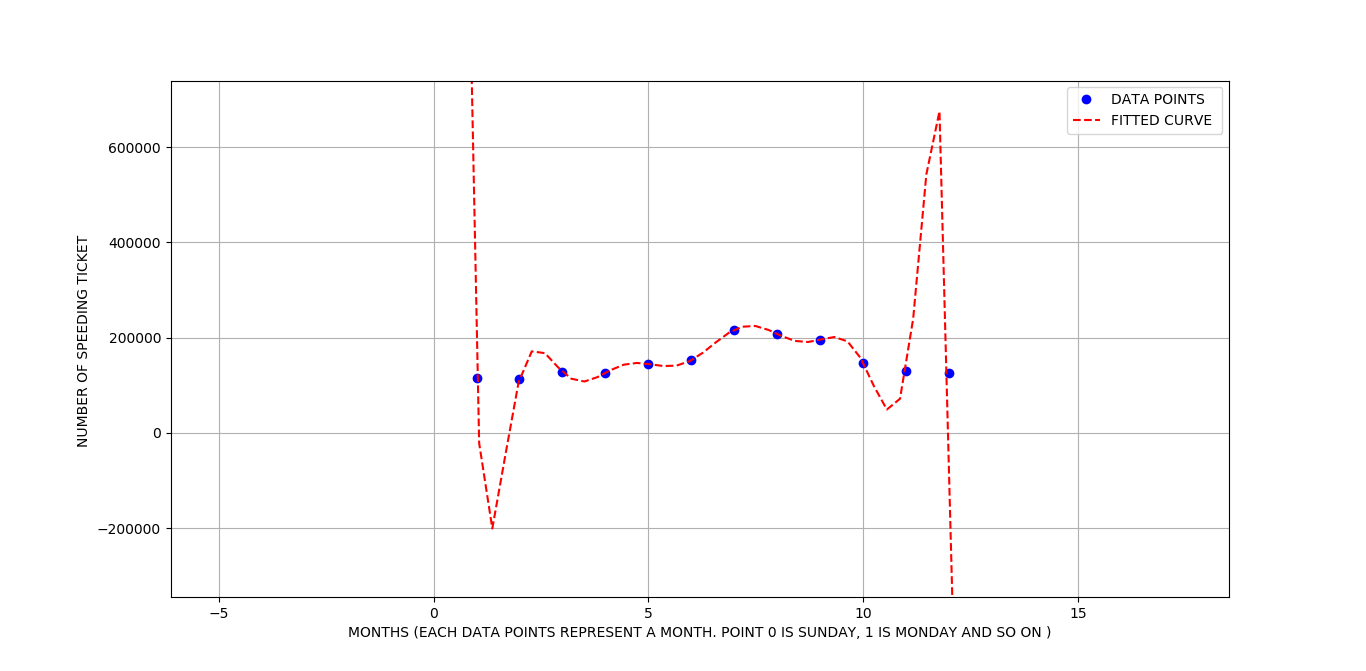 DATA POINTS
FITTED CURVE
600000
400000
200000
0
−200000
NUMBER OF SPEEDING TICKET
−5 0 5 10 15
MONTHS (EACH DATA POINTS REPRESENT A MONTH. POINT 0 IS SUNDAY, 1 IS MONDAY AND SO ON )